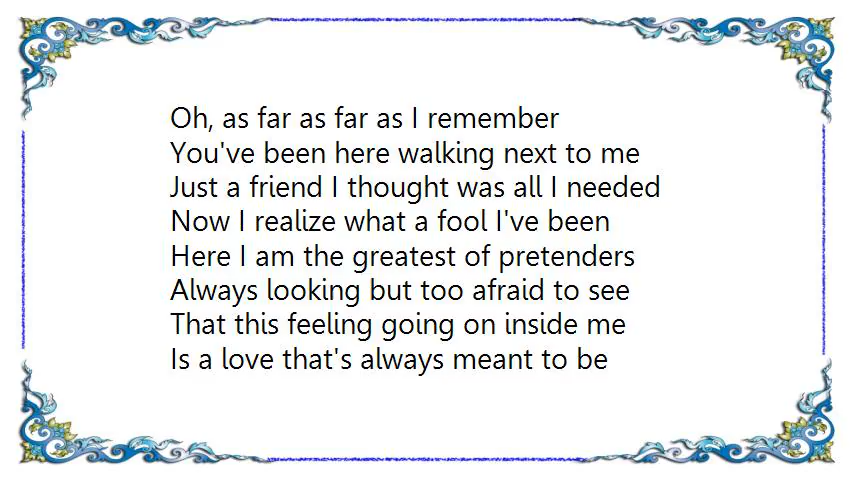 Oh, as far as far as I remember
You've been here walking next to me
Just a friend I thought was all I needed
Now I realize what a fool I've been
Here I am the greatest of pretenders
Always looking but too afraid to see
That this feeling going on inside me
Is a love that's always meant to be